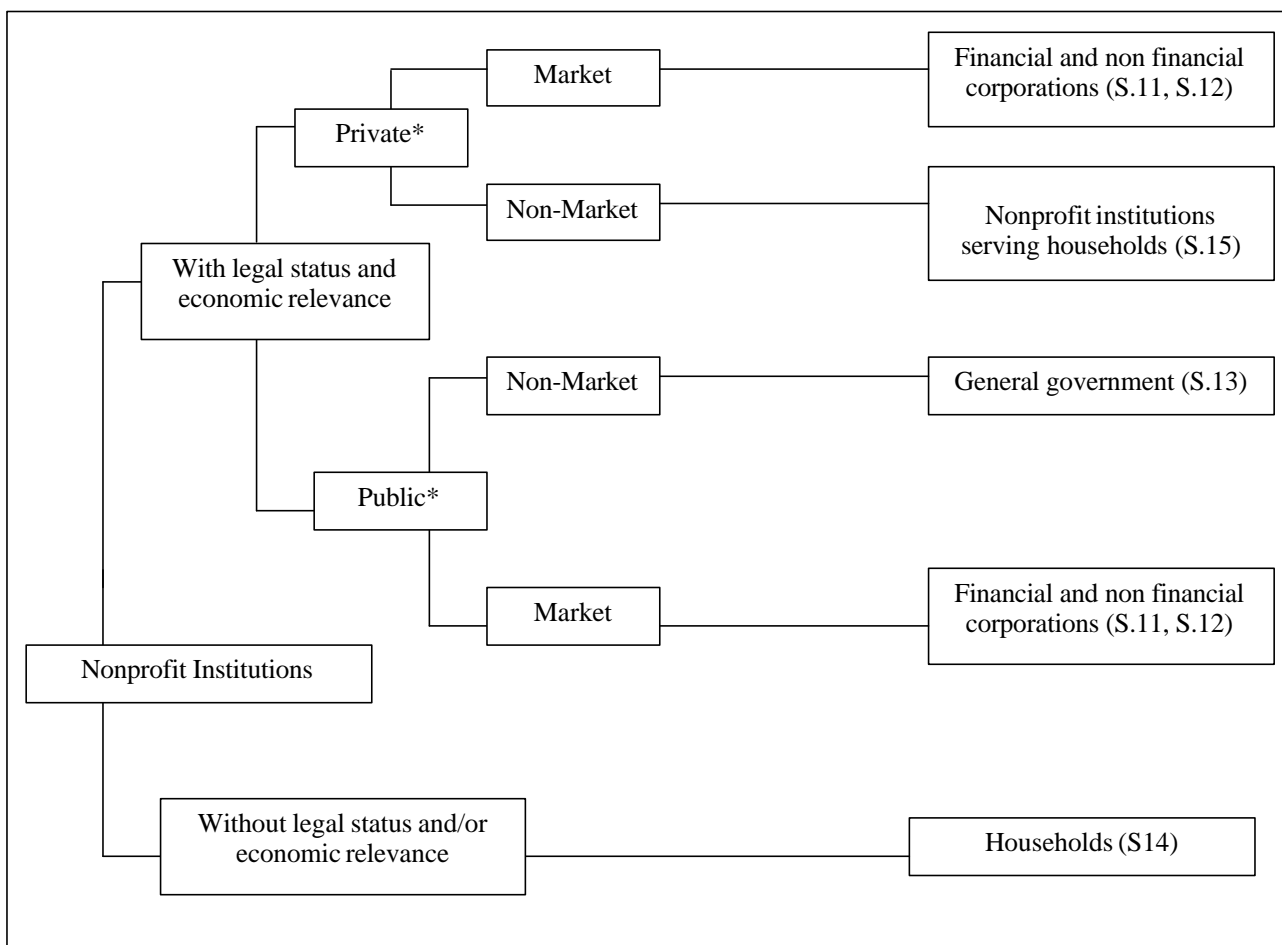 Market
Financial and non financial
corporations (S.11, S.12)
Private*
Non-Market
Nonprofit institutions
serving households (S.15)
With legal status and
economic relevance
Non-Market
General government (S.13)
Public*
Market
Financial and non financial
corporations (S.11, S.12)
Nonprofit Institutions
Without legal status and/or
economic relevance
Households (S14)